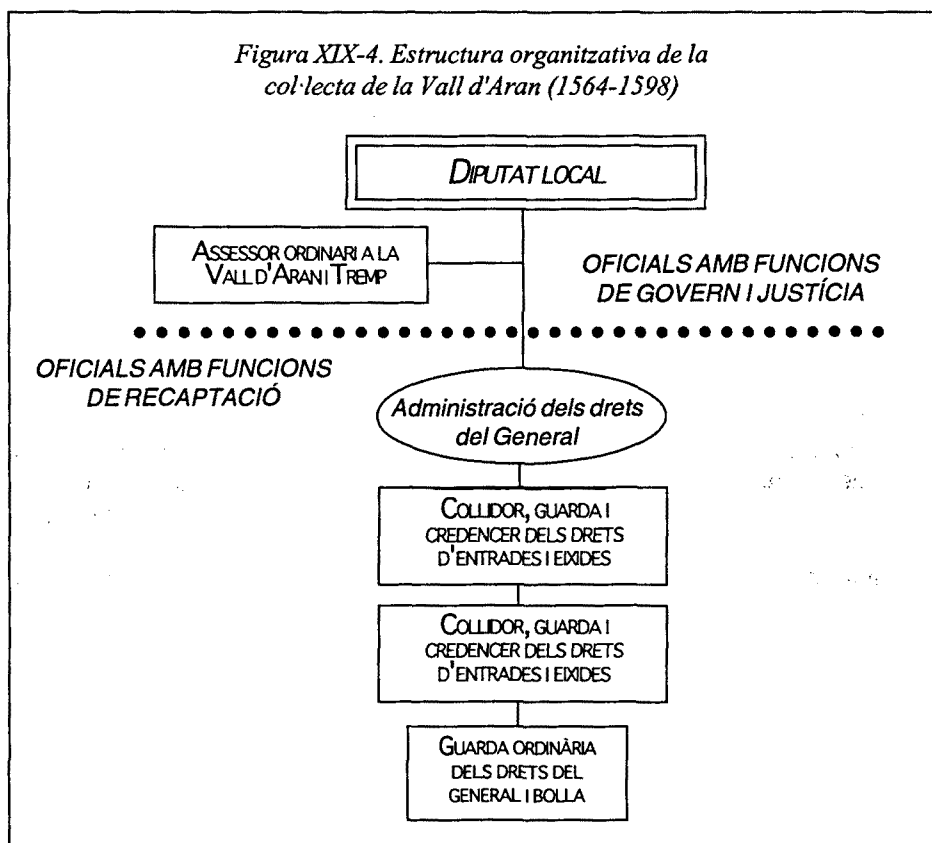 Figura XIX-4. Estructura organitzativa de la
col·lecta de la Vall d'Aran (1564-1598)
DIPUTAT LOCAL
ASSESSOR ORDINARI A LA
VALL D'ARAN I TREMP
OFICIALS AMB FUNCIONS
DE GOVERN I JUSTÍCIA
OFICIALS AMB FUNCIONS
DE RECAPTACIÓ
Administració dels drets
del General
COLLIDOR, GUARDA I
CREDENCER DELS DRETS
D'ENTRADES I EIXIDES
COLLIDOR, GUARDA I
CREDENCER DELS DRETS
D'ENTRADES I EIXIDES
GUARDA ORDINÀRIA
DELS DRETS DEL
GENERAL I BOLLA